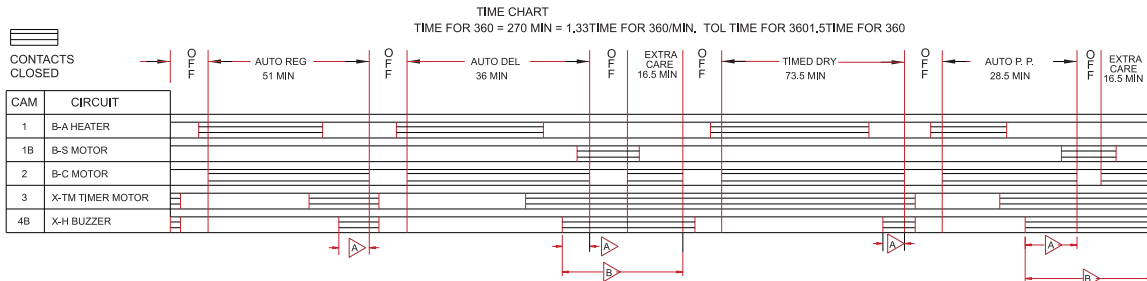 TIME CHART
TIME FOR 360 = 270 MIN = 1.33TIME FOR 360/MIN. TOL TIME FOR 3601.5TIME FOR 360
CONTACTS
CLOSED
OFF
AUTO REG
51 MIN
OFF
AUTO DEL
36 MIN
OFF
EXTRA
CARE
16.5 MIN
OFF
TIMED DRY
73.5 MIN
OFF
AUTO P. P.
28.5 MIN
OFF
EXTRA
CARE
16.5 MIN
CAM CIRCUIT
1 B-A HEATER
1B B-S MOTOR
2 B-C MOTOR
3 X-TM TIMER MOTOR
4B X-H BUZZER
A A A A
B B